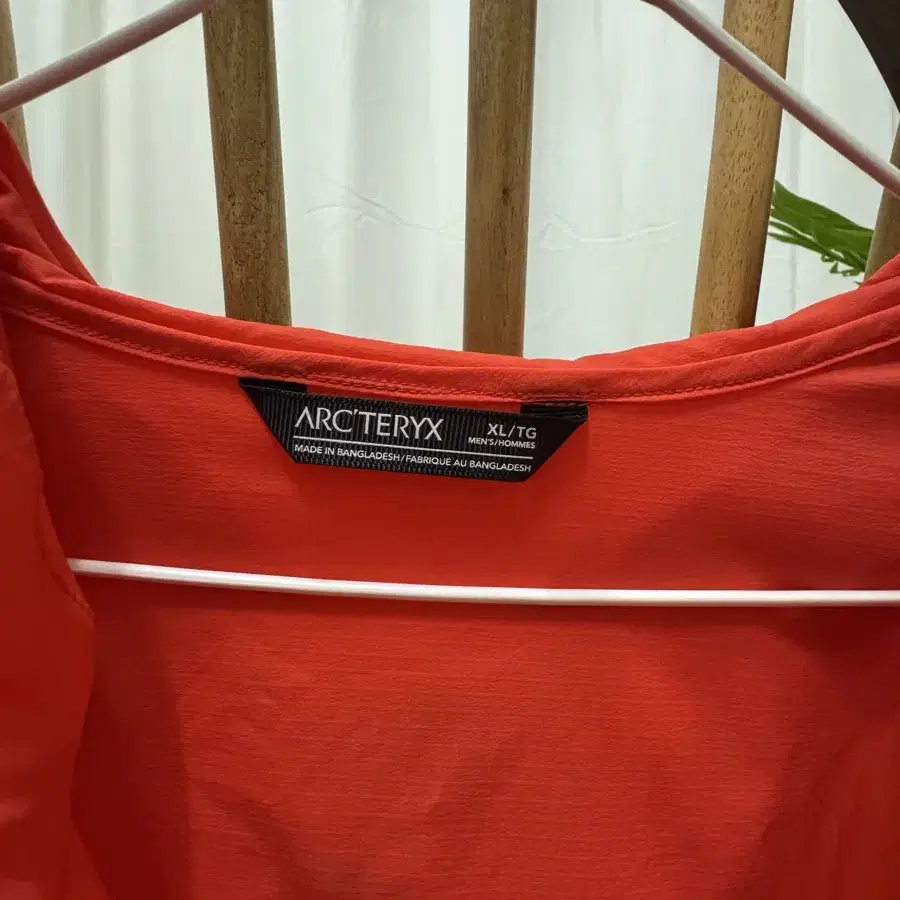 ARC'TERYX XL/TG
MEN'S/HOMMES
MADE IN BANGLADESH/FABRIQUÉ AU BANGLADESH